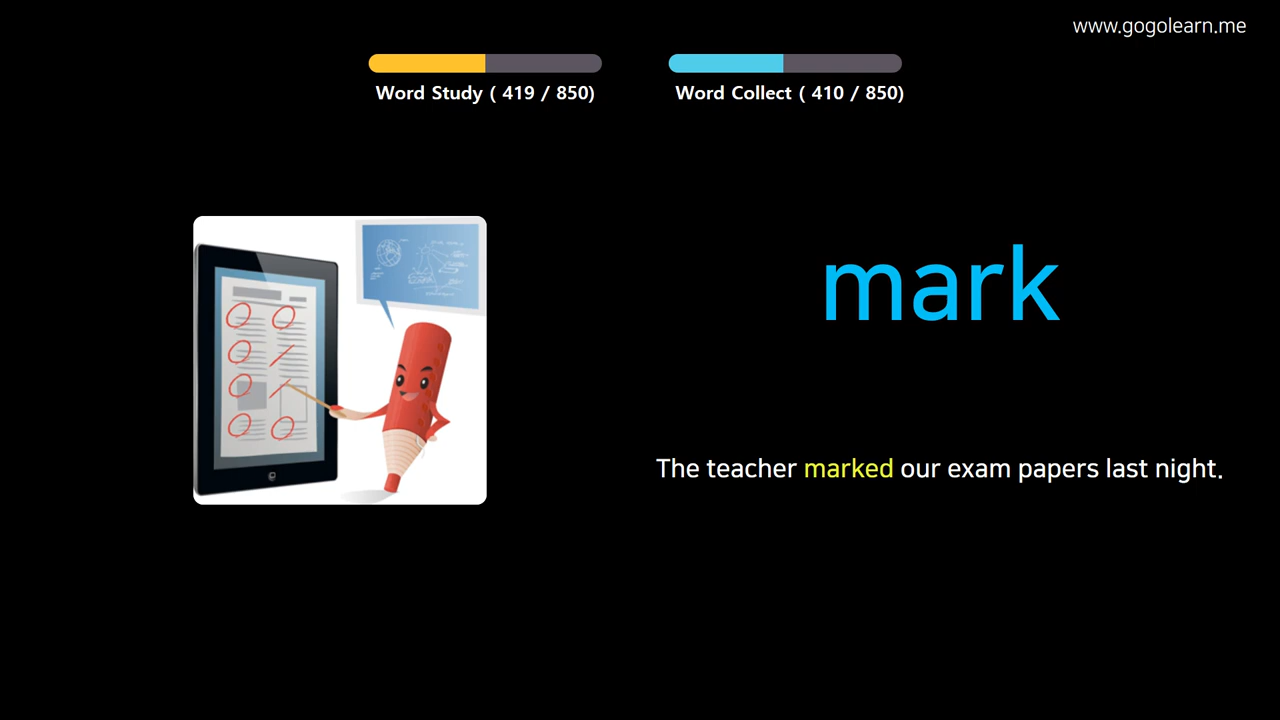 www.gogolearn.me
Word Study ( 419 / 850)
Word Collect ( 410 / 850)
mark
The teacher marked our exam papers last night.